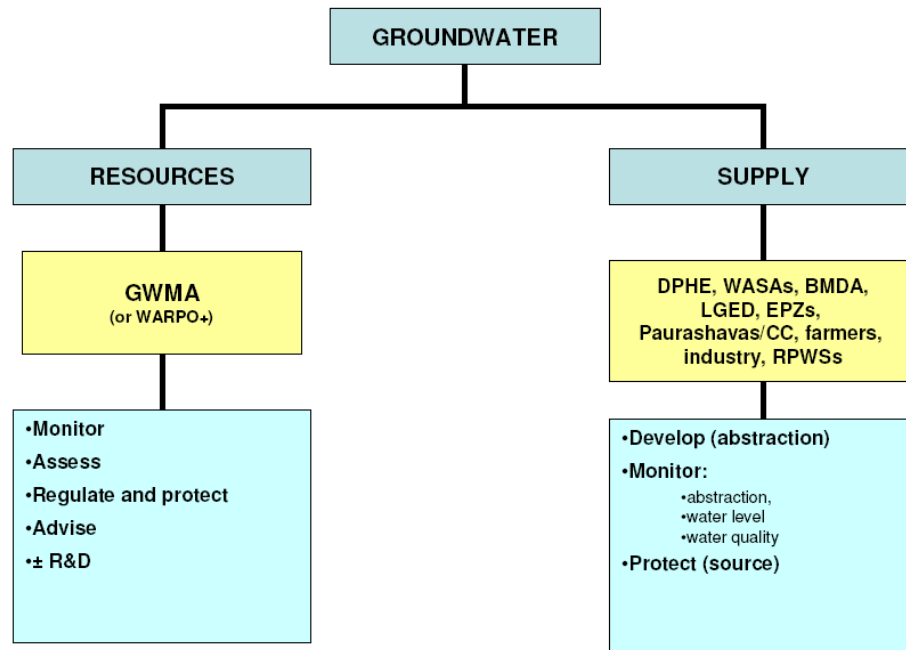 GROUNDWATER
RESOURCES
GWMA
(or WARPO+)
•Monitor
•Assess
•Regulate and protect
•Advise
•± R&D
SUPPLY
DPHE, WASAs, BMDA,
LGED, EPZs,
Paurashavas/CC, farmers,
industry, RPWSs
•Develop (abstraction)
•Monitor:
•abstraction,
•water level
•water quality
•Protect (source)